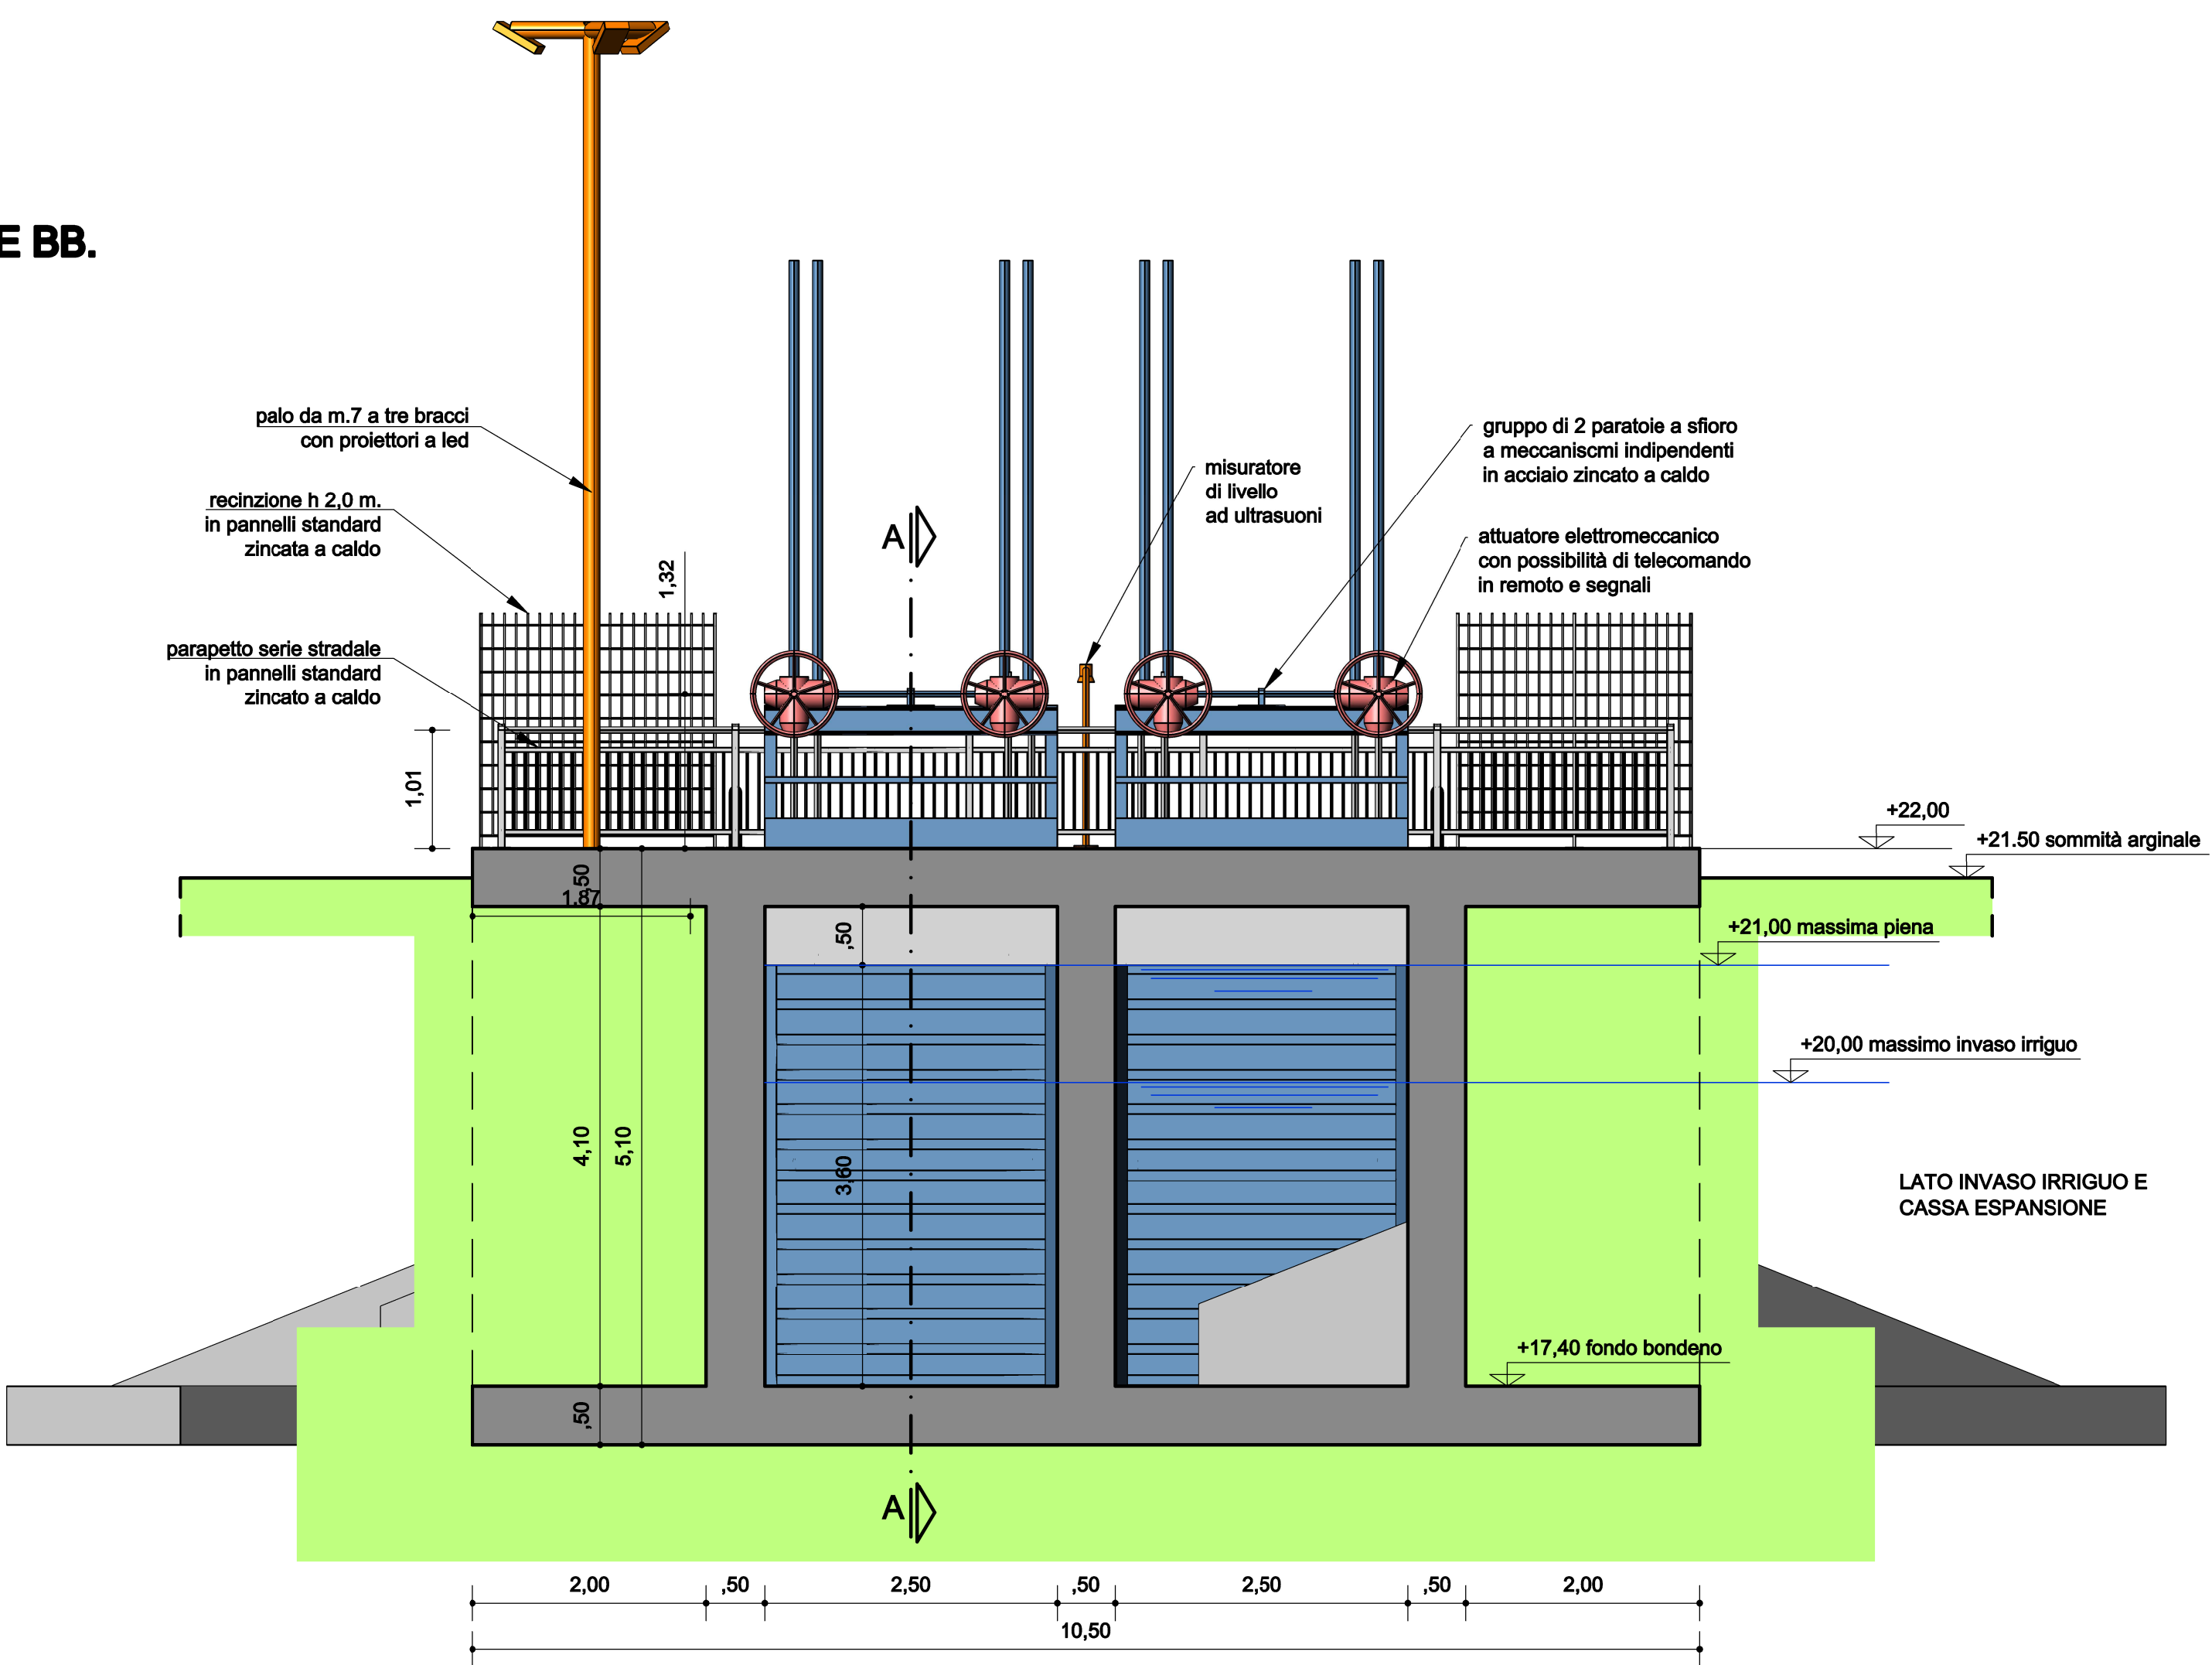 E BB.
palo da m.7 a tre bracci
con proiettori a led
recinzione h 2,0 m.
in pannelli standard
zincata a caldo
parapetto serie stradale
in pannelli standard
zincato a caldo
misuratore
di livello
ad ultrasuoni
gruppo di 2 paratoie a sfioro
a meccaniscmi indipendenti
in acciaio zincato a caldo
attuatore elettromeccanico
con possibilità di telecomando
in remoto e segnali
A
1,32
1,01
+22,00
+21.50 sommità arginale
,50
1,87
,50
+21,00 massima piena
+20,00 massimo invaso irriguo
4,10
5,10
3,60
LATO INVASO IRRIGUO E
CASSA ESPANSIONE
+17,40 fondo bondeno
,50
A
2,00
,50
2,50
,50
2,50
,50
2,00
10,50